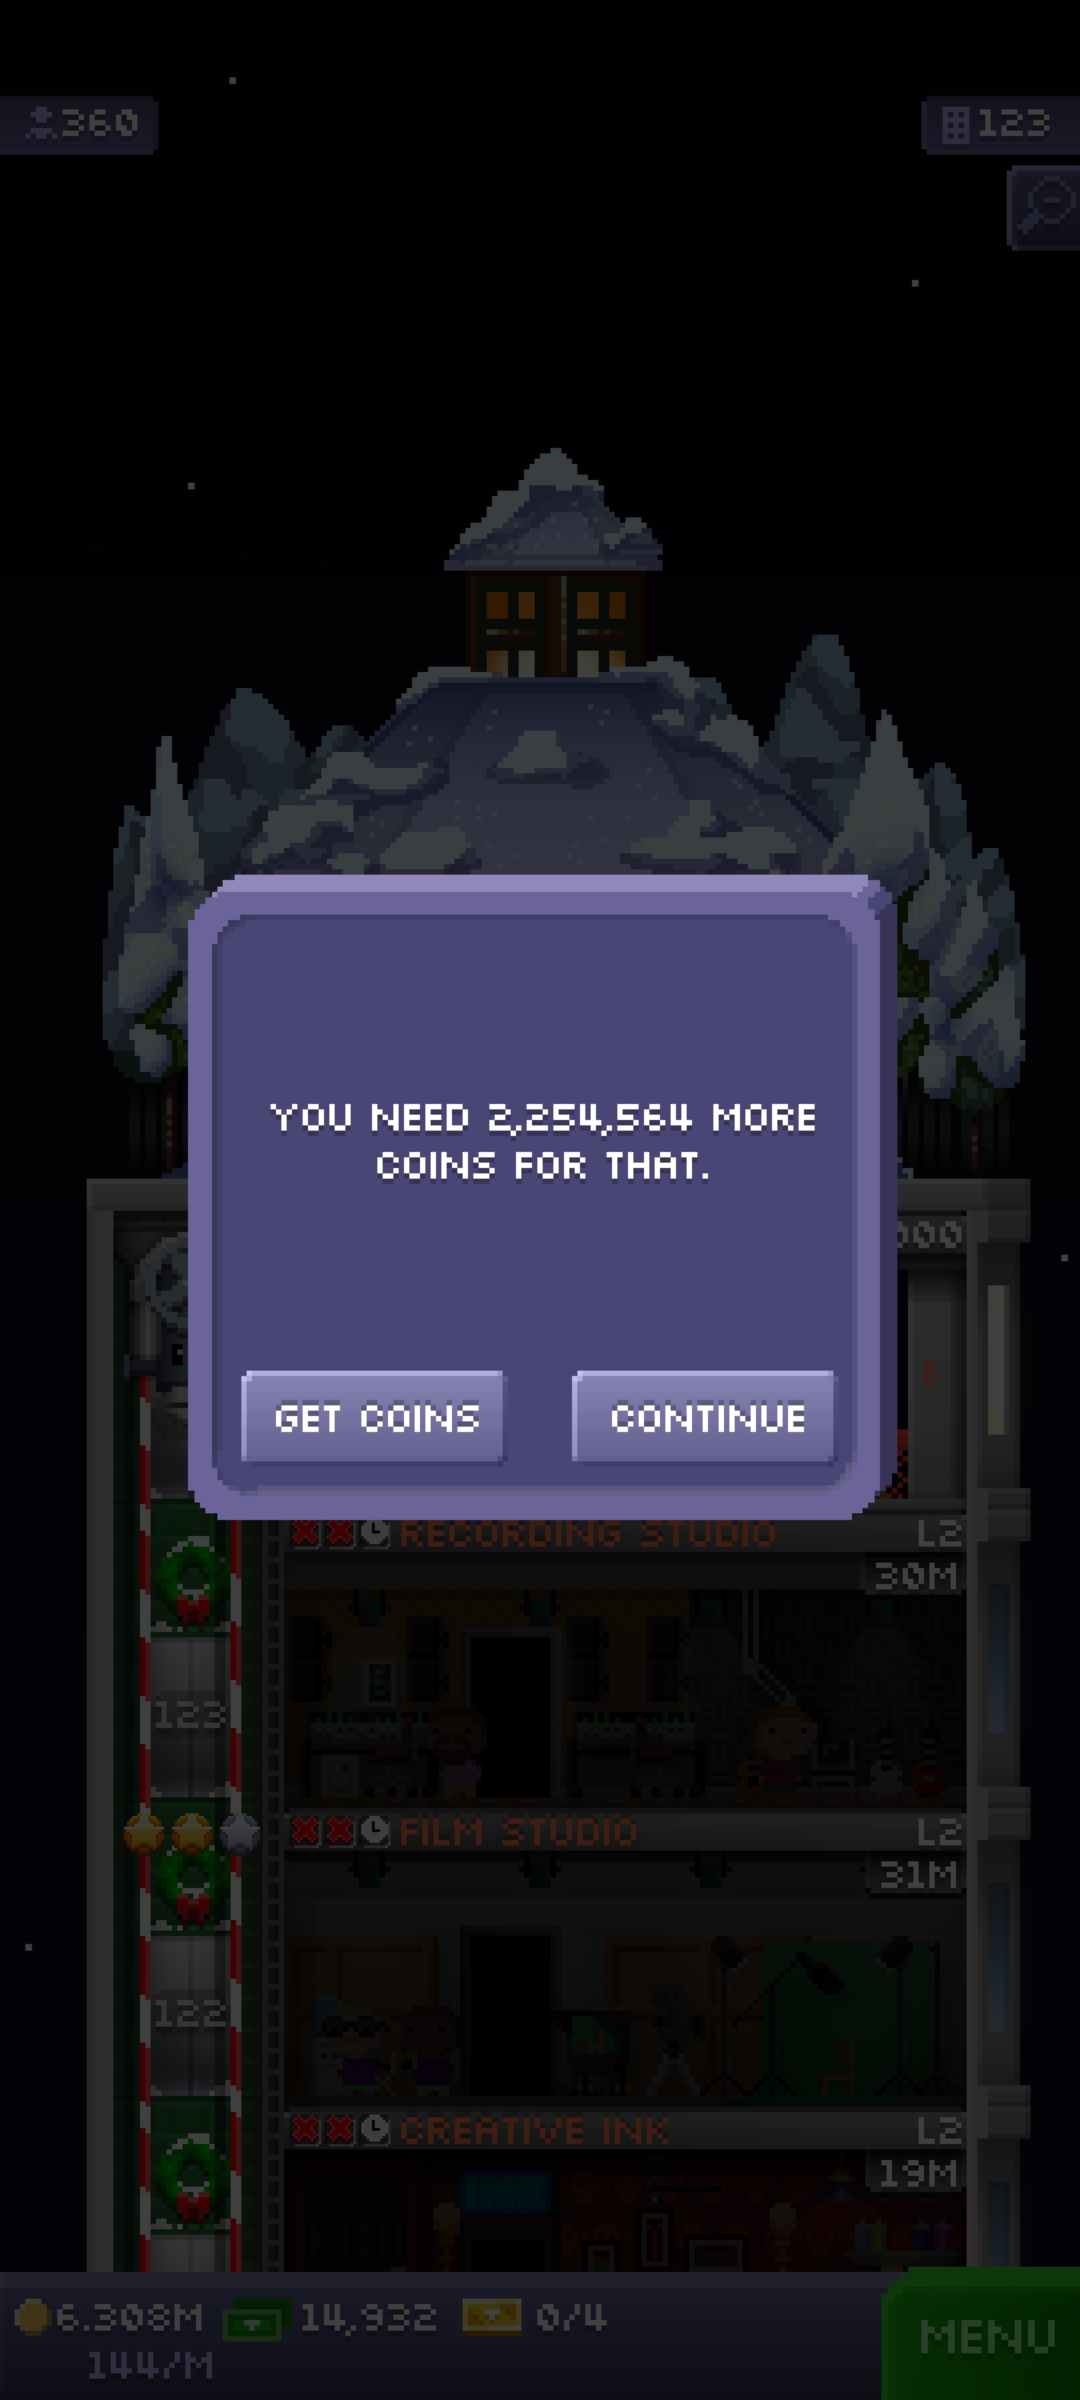 360
123
YOU NEED 2,254,564 MORE
COINS FOR THAT.
GET COINS
CONTINUE
RECORDING STUDIO L2
30M
123
FILM STUDIO L2
31M
122
CREATIVE INK L2
19M
INK
6.308M 14,932 0/4
144/M
MENU